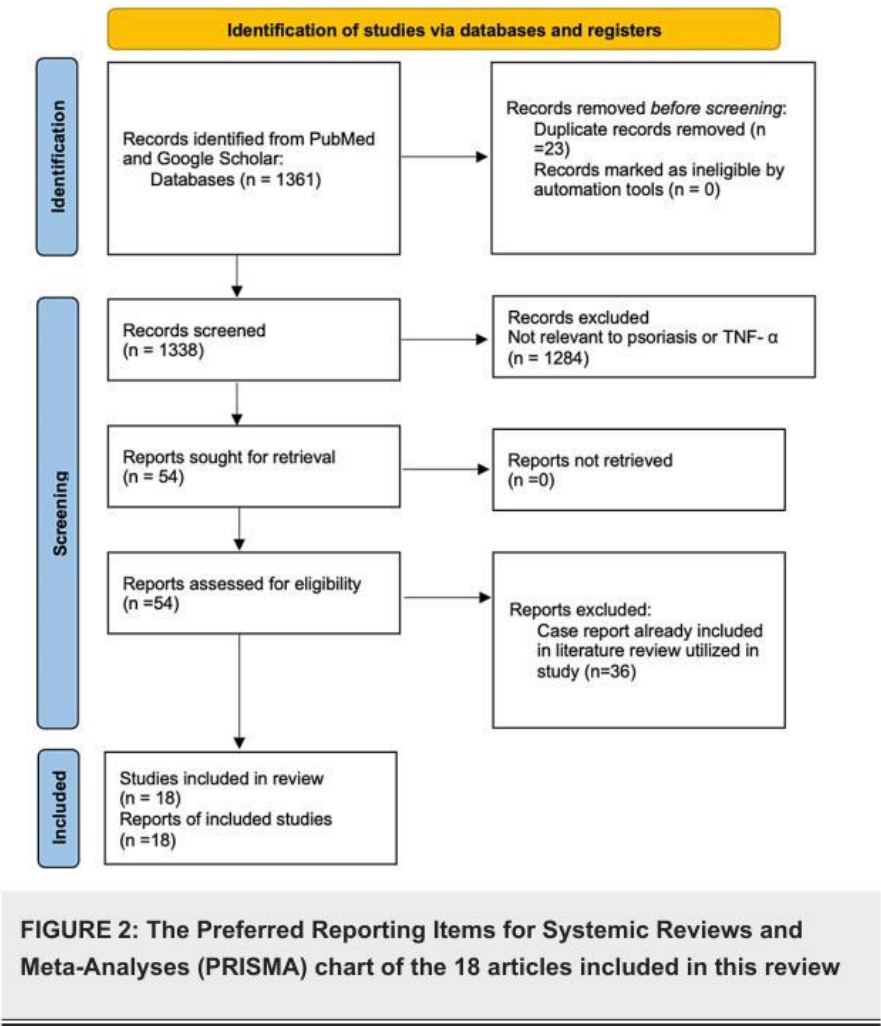 Identification of studies via databases and registers
Identification
Records identified from PubMed
and Google Scholar:
Databases (n = 1361)
Records removed before screening:
Duplicate records removed (n
=23)
Records marked as ineligible by
automation tools (n = 0)
Screening
Records screened
(n = 1338)
Records excluded
Not relevant to psoriasis or TNF- α
(n = 1284)
Reports sought for retrieval
(n = 54)
Reports not retrieved
(n =0)
Reports assessed for eligibility
(n =54)
Reports excluded:
Case report already included
in literature review utilized in
study (n=36)
Included
Studies included in review
(n = 18)
Reports of included studies
(n =18)
FIGURE 2: The Preferred Reporting Items for Systemic Reviews and
Meta-Analyses (PRISMA) chart of the 18 articles included in this review